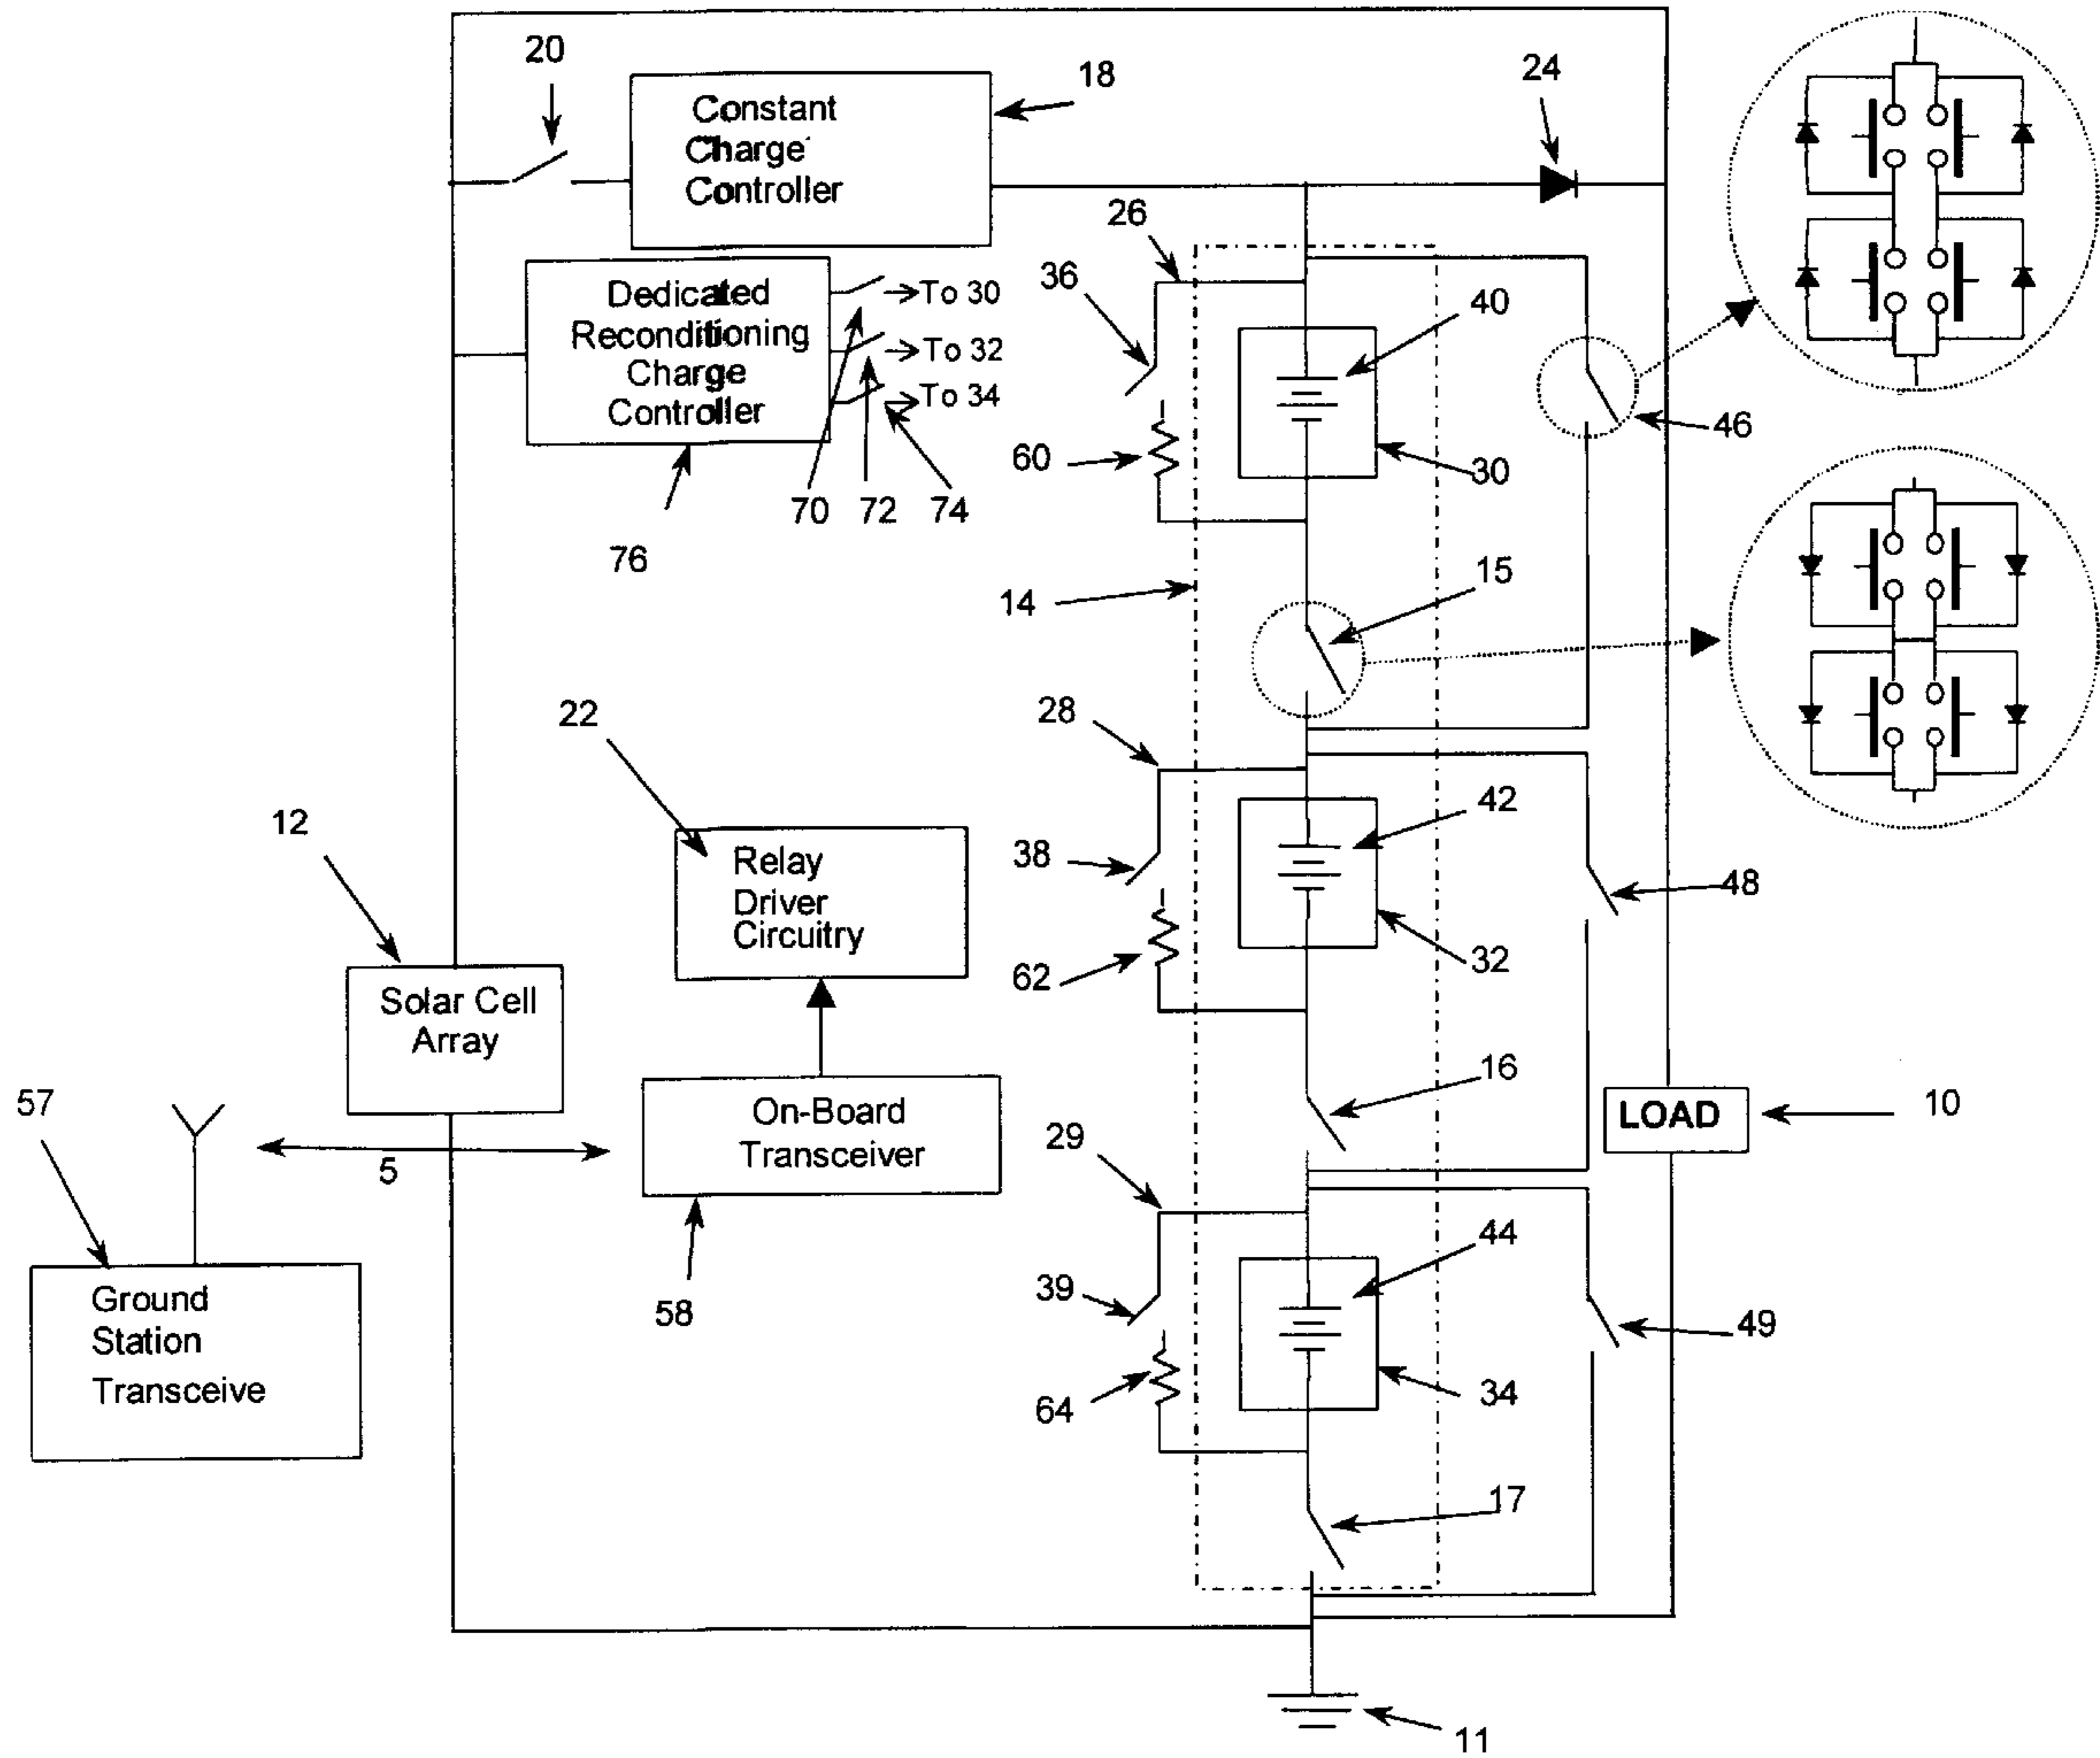 20
Constant
Charge
Controller
18
24
26
36
40
Dedicated
Reconditioning
Charge
Controller
To 30
To 32
To 34
46
60
30
70
72
74
76
14
15
28
22
42
12
Relay
Driver
Circuitry
38
48
62
32
Solar Cell
Array
16
57
On-Board
Transceiver
LOAD
10
5
29
44
39
49
58
Ground
Station
Transceive
64
34
17
11